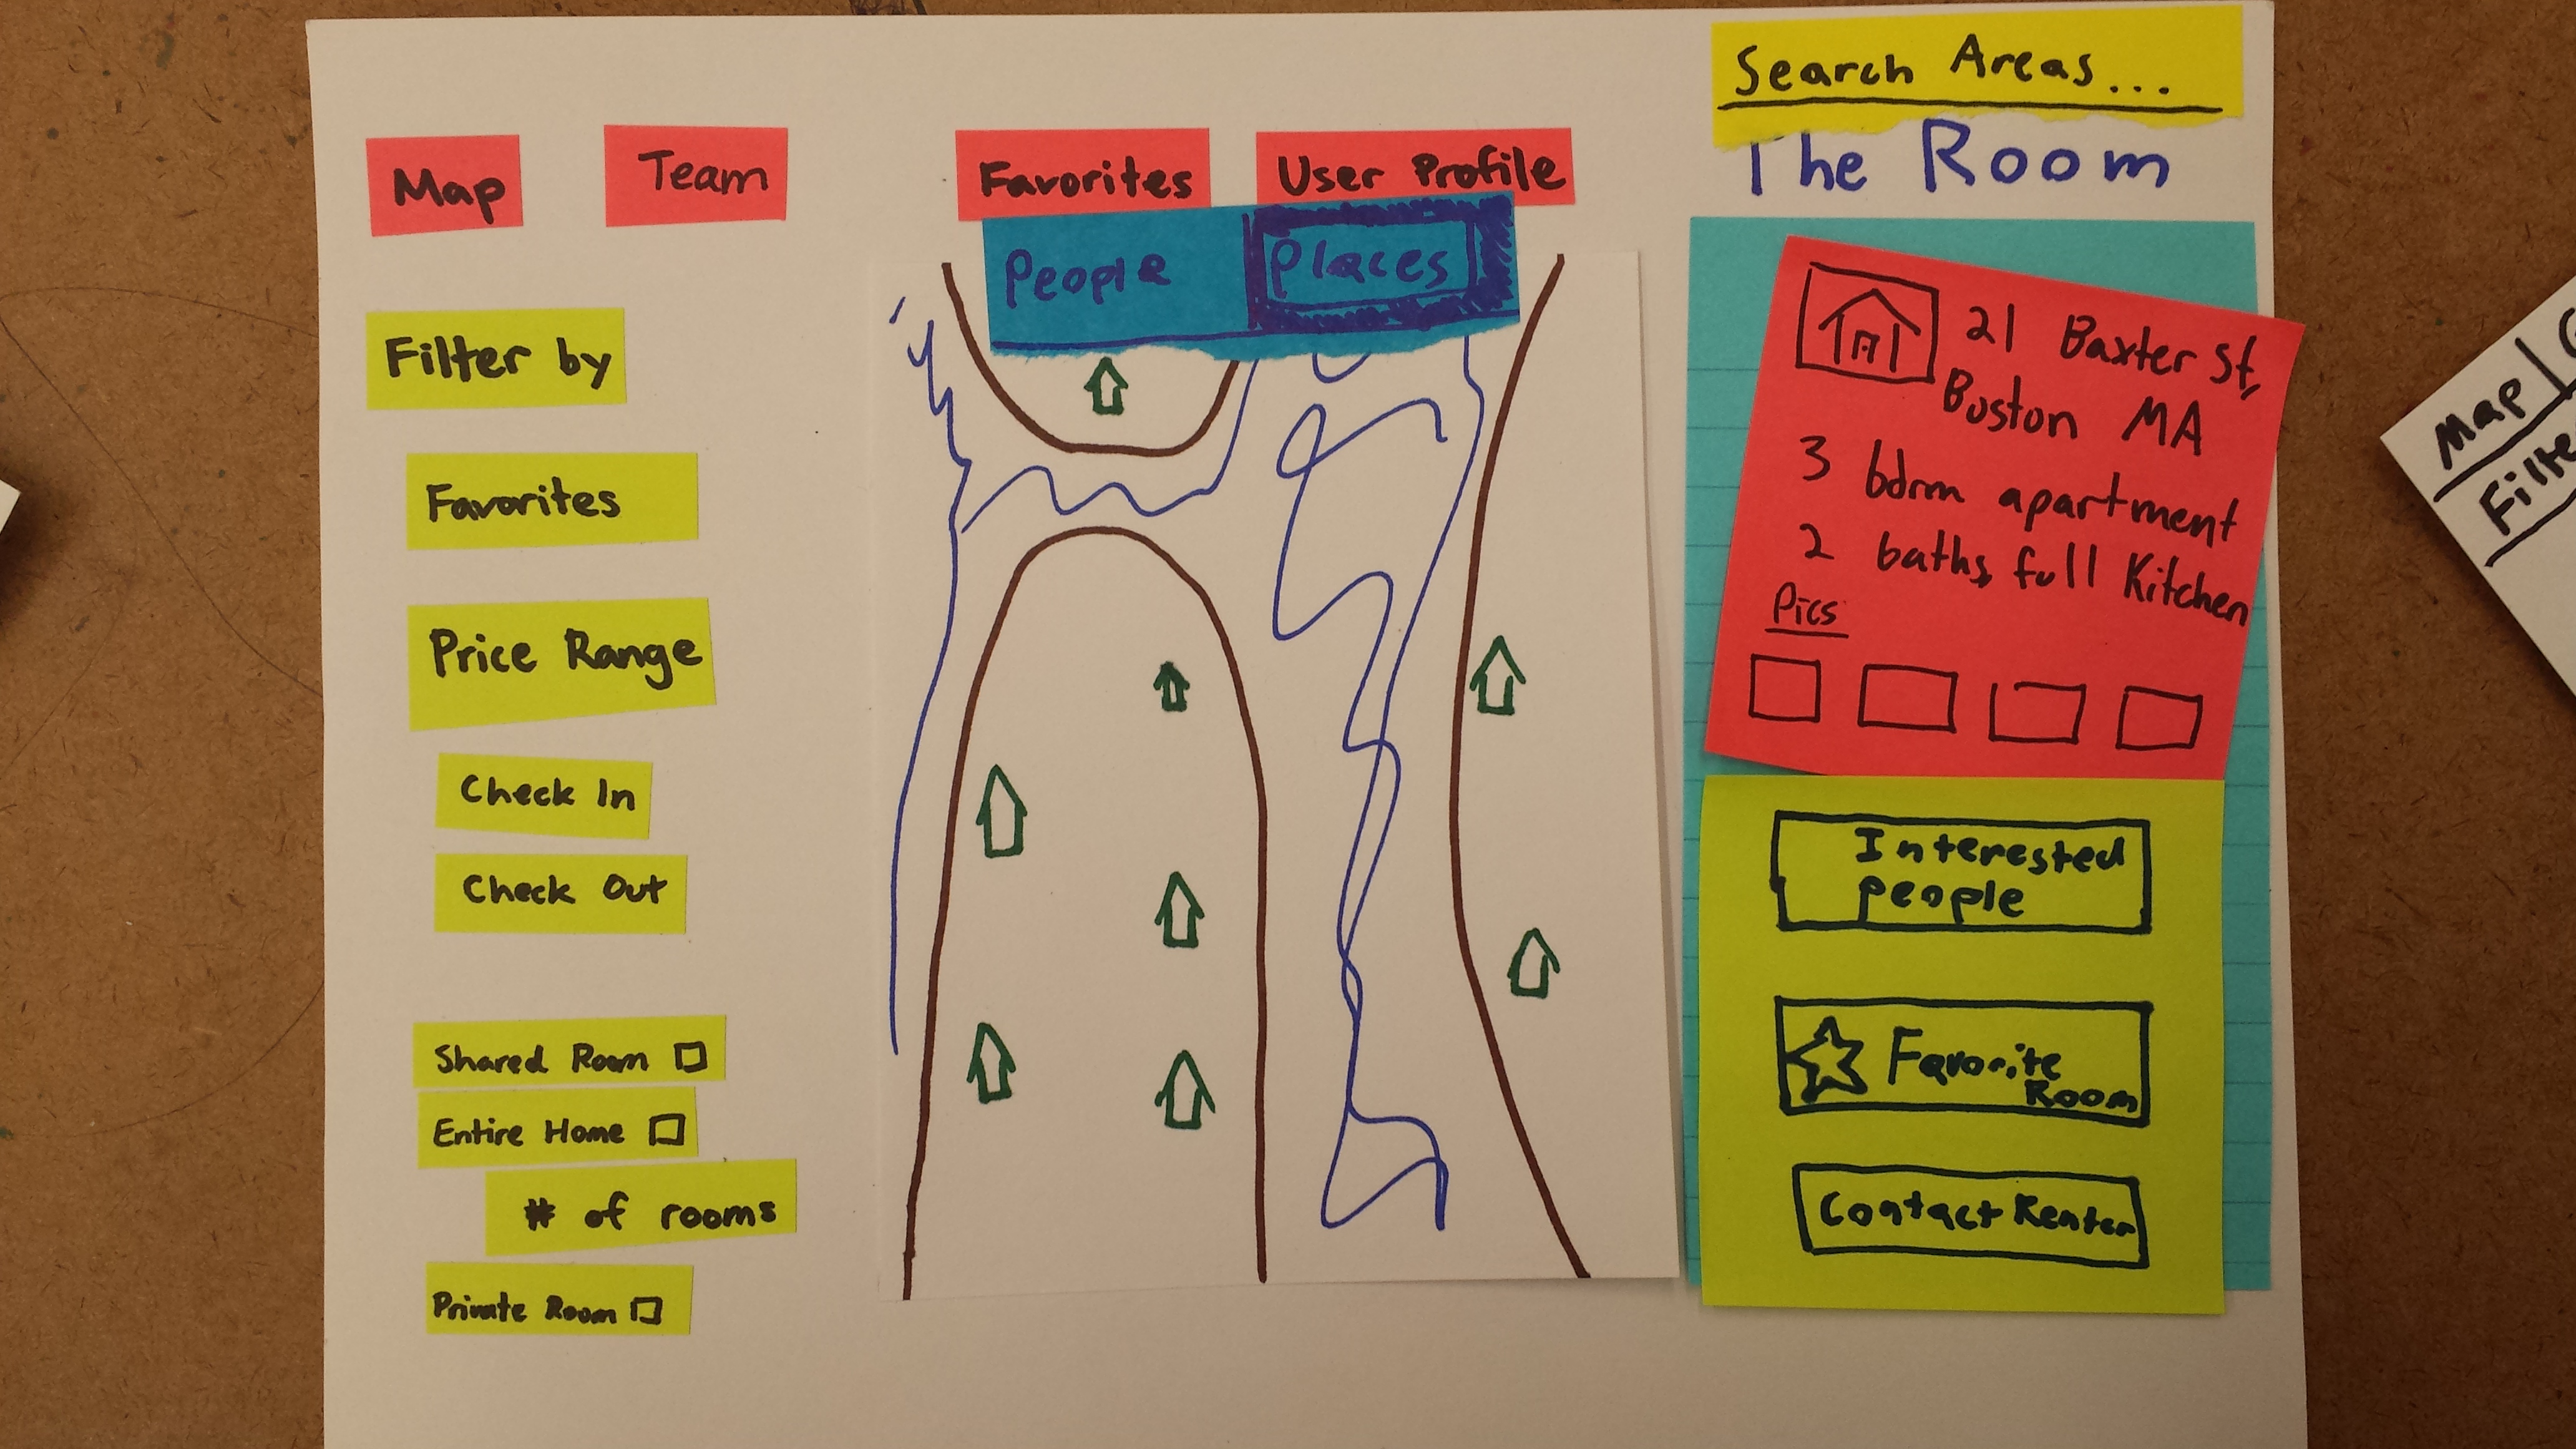 Search Areas...
The Room
Map
Team
Favorites
User Profile
People
Places
Filter by
Favorites
Price Range
Check In
Check Out
Shared Room
Entire Home
# of rooms
Private Room
21 Baxter St,
Boston MA
3 bdrm apartment
2 baths, full Kitchen
Pics
Interested
people
Favorite
Room
Contact Renter
Map